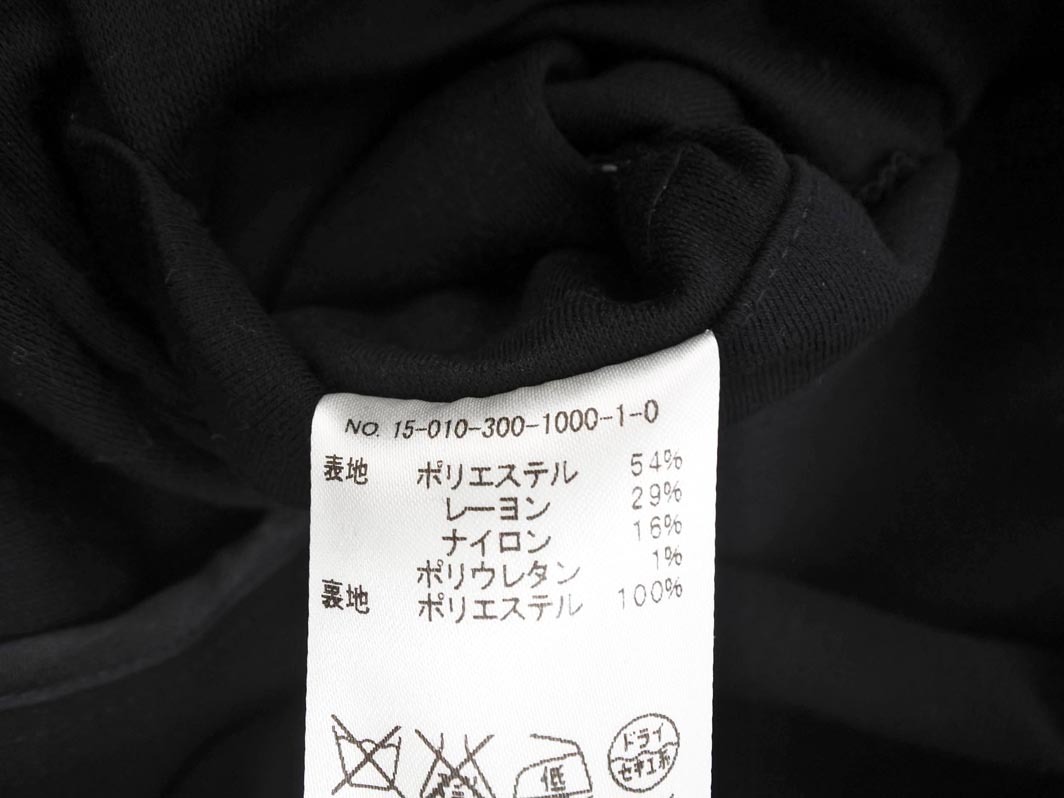 NO. 15-010-300-1000-1-0
表地 ポリエステル 54%
レーヨン 29%
ナイロン 16%
ポリウレタン 1%
裏地 ポリエステル 100%
低
ドライ
セキユ系